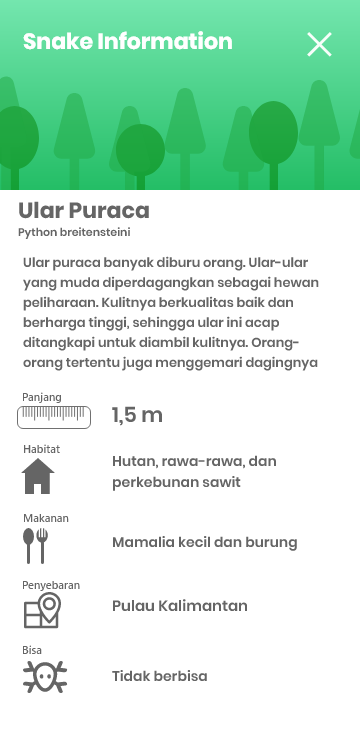 Snake Information
Ular Puraca
Python breitensteini
Ular puraca banyak diburu orang. Ular-ular
yang muda diperdagangkan sebagai hewan
peliharaan. Kulitnya berkualitas baik dan
berharga tinggi, sehingga ular ini acap
ditangkapi untuk diambil kulitnya. Orang-
orang tertentu juga menggemari dagingnya
Panjang
1,5 m
Habitat
Hutan, rawa-rawa, dan
perkebunan sawit
Makanan
Mamalia kecil dan burung
Penyebaran
Pulau Kalimantan
Bisa
Tidak berbisa